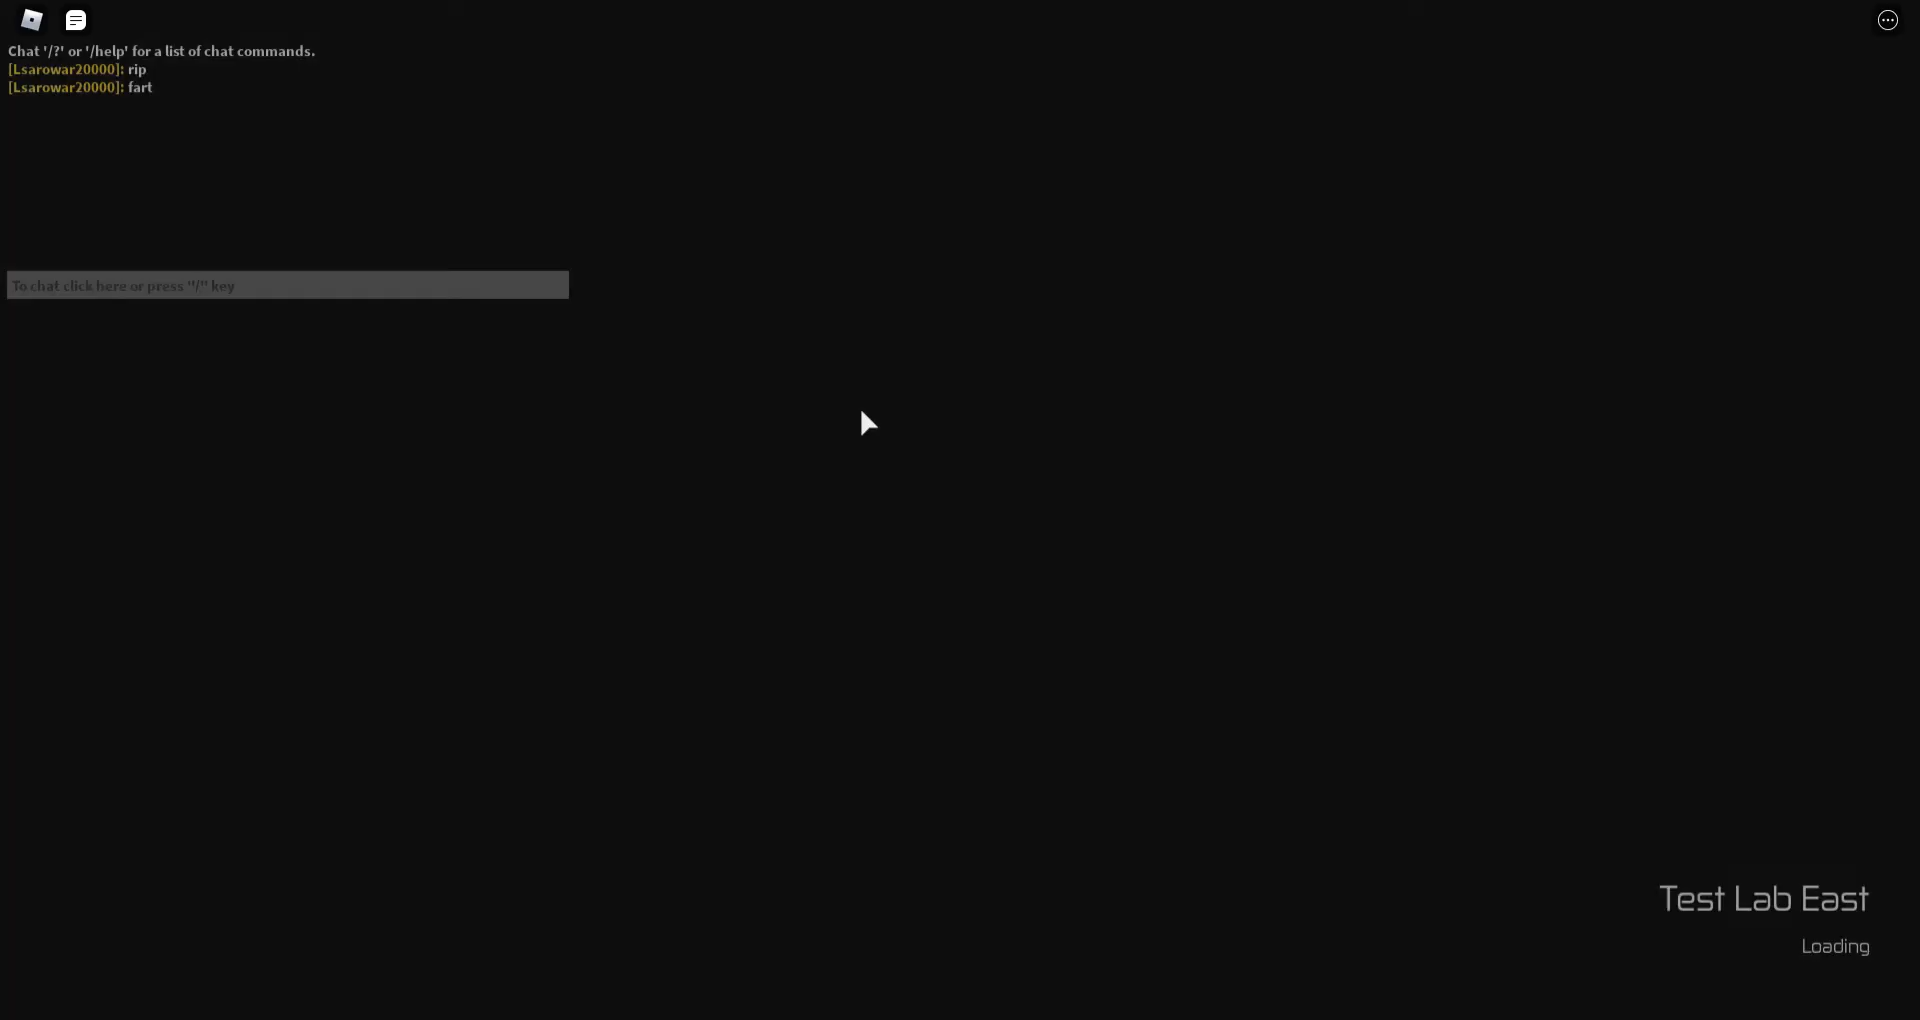 Chat '/?' or '/help' for a list of chat commands.
[Lsarowar20000]: rip
[Lsarowar20000]: fart
To chat click here or press "/" key
Test Lab East
Loading